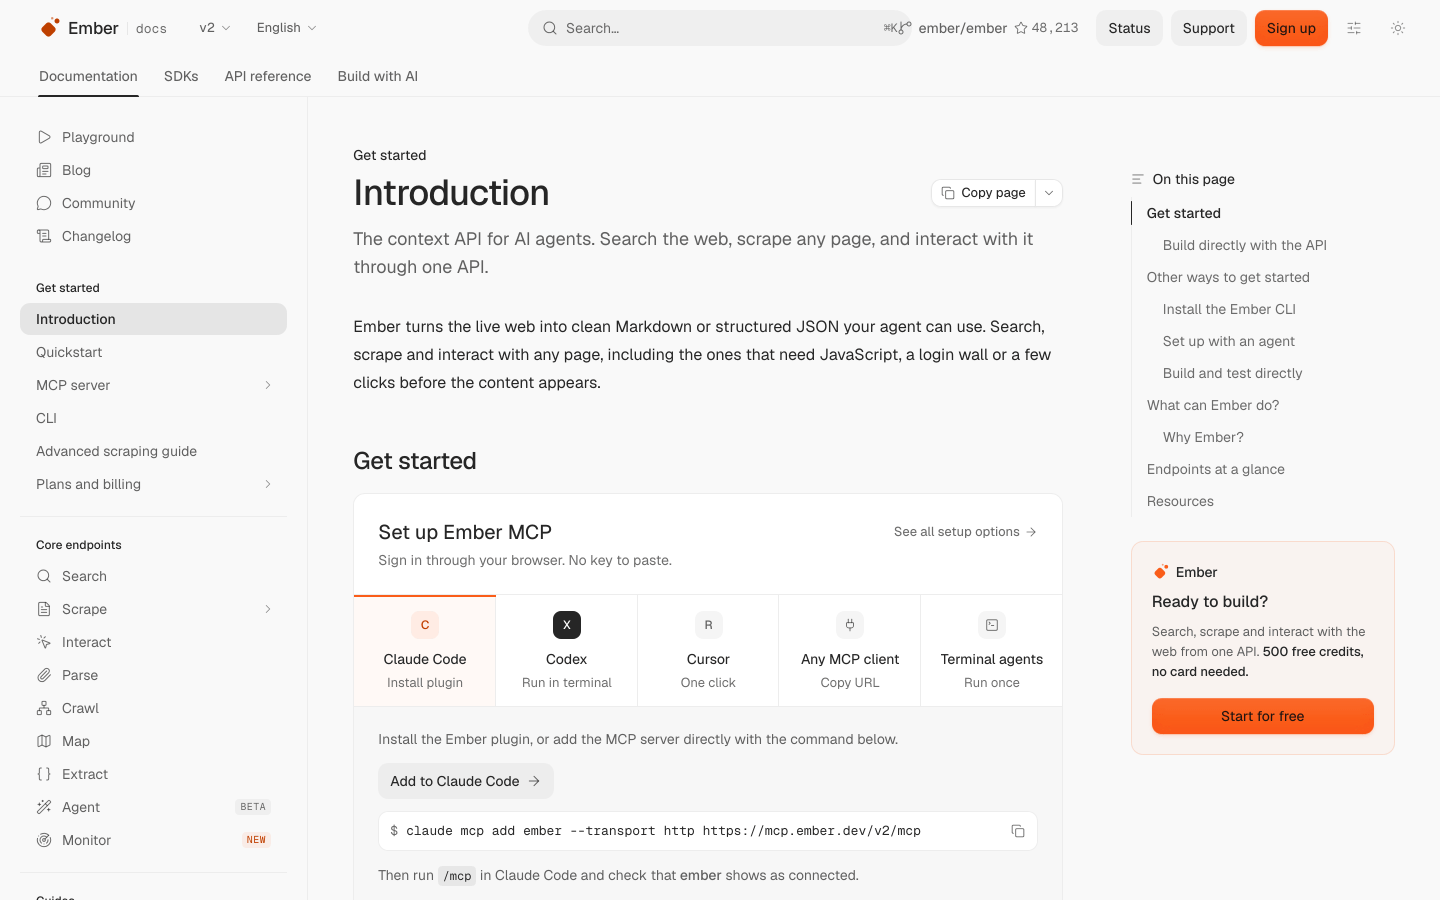 Ember docs v2 English Search... ⌘K ember/ember 48,213 Status Support Sign up
Documentation SDKs API reference Build with AI
Playground
Blog
Community
Changelog
Get started
Introduction
Quickstart
MCP server
CLI
Advanced scraping guide
Plans and billing
Core endpoints
Search
Scrape
Interact
Parse
Crawl
Map
Extract
Agent BETA
Monitor NEW
Get started
Introduction
Copy page
The context API for AI agents. Search the web, scrape any page, and interact with it
through one API.
Ember turns the live web into clean Markdown or structured JSON your agent can use. Search,
scrape and interact with any page, including the ones that need JavaScript, a login wall or a few
clicks before the content appears.
Get started
Set up Ember MCP
See all setup options →
Sign in through your browser. No key to paste.
C
Claude Code
Install plugin
X
Codex
Run in terminal
R
Cursor
One click
Any MCP client
Copy URL
Terminal agents
Run once
Install the Ember plugin, or add the MCP server directly with the command below.
Add to Claude Code →
$ claude mcp add ember --transport http https://mcp.ember.dev/v2/mcp
Then run /mcp in Claude Code and check that ember shows as connected.
On this page
Get started
Build directly with the API
Other ways to get started
Install the Ember CLI
Set up with an agent
Build and test directly
What can Ember do?
Why Ember?
Endpoints at a glance
Resources
Ember
Ready to build?
Search, scrape and interact with the
web from one API. 500 free credits,
no card needed.
Start for free